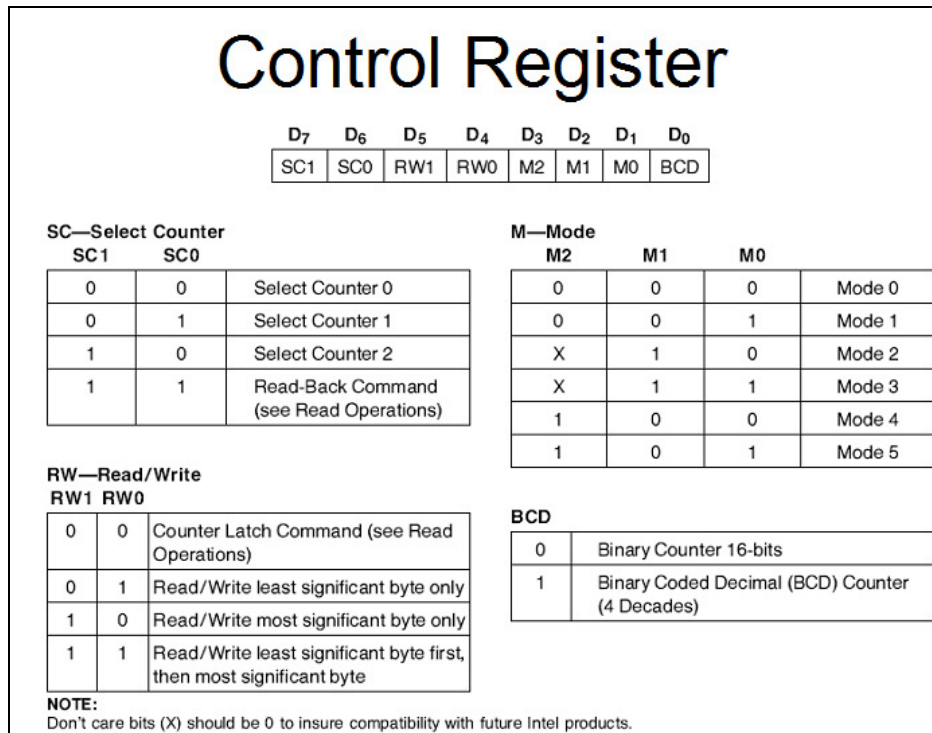 Control Register
D7 D6 D5 D4 D3 D2 D1 D0
SC1 SC0 RW1 RW0 M2 M1 M0 BCD
SC—Select Counter
SC1 SC0
0 0 Select Counter 0
0 1 Select Counter 1
1 0 Select Counter 2
1 1 Read-Back Command
(see Read Operations)
RW—Read/Write
RW1 RW0
0 0 Counter Latch Command (see Read
Operations)
0 1 Read/Write least significant byte only
1 0 Read/Write most significant byte only
1 1 Read/Write least significant byte first,
then most significant byte
M—Mode
M2 M1 M0
0 0 0 Mode 0
0 0 1 Mode 1
X 1 0 Mode 2
X 1 1 Mode 3
1 0 0 Mode 4
1 0 1 Mode 5
BCD
0 Binary Counter 16-bits
1 Binary Coded Decimal (BCD) Counter
(4 Decades)
NOTE:
Don't care bits (X) should be 0 to insure compatibility with future Intel products.